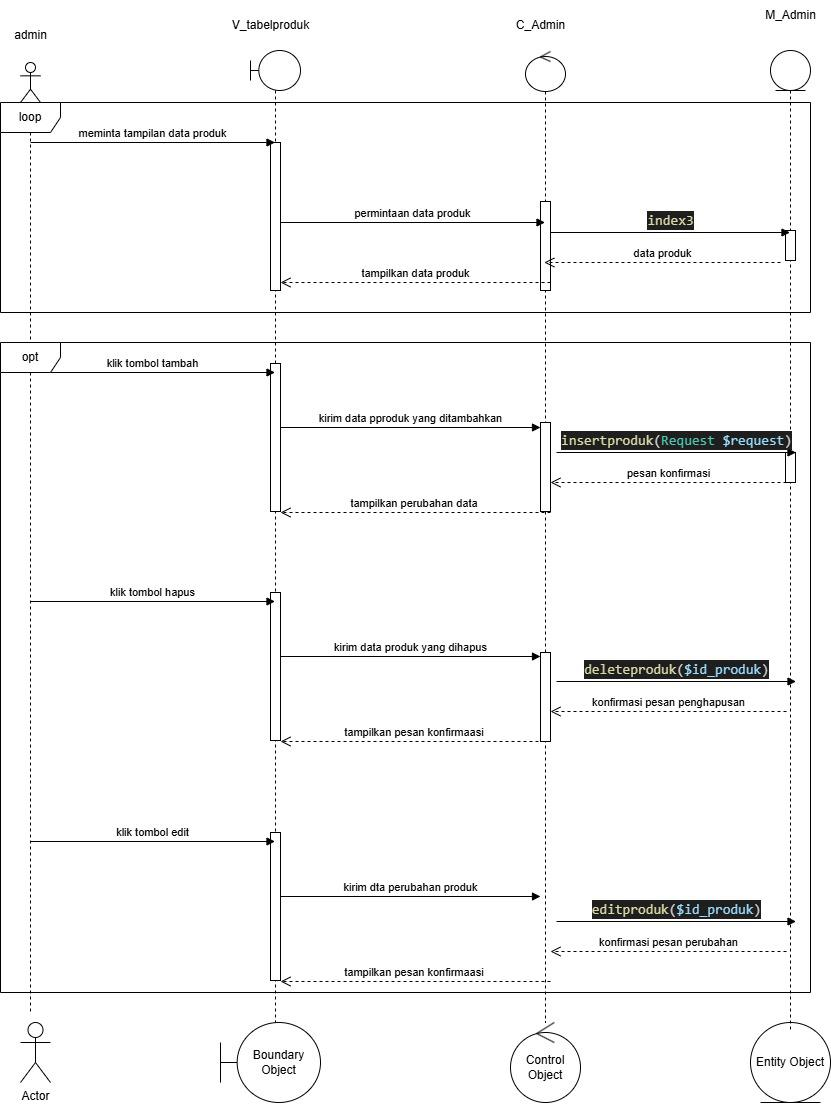 M_Admin
V_tabelproduk
C_Admin
admin
loop
meminta tampilan data produk
permintaan data produk
index3
data produk
tampilkan data produk
opt
klik tombol tambah
kirim data pproduk yang ditambahkan
insertproduk(Request $request)
pesan konfirmasi
tampilkan perubahan data
klik tombol hapus
kirim data produk yang dihapus
deleteproduk($id_produk)
konfirmasi pesan penghapusan
tampilkan pesan konfirmaasi
klik tombol edit
kirim dta perubahan produk
editproduk($id_produk)
konfirmasi pesan perubahan
tampilkan pesan konfirmaasi
Boundary
Object
Control
Object
Entity Object
Actor